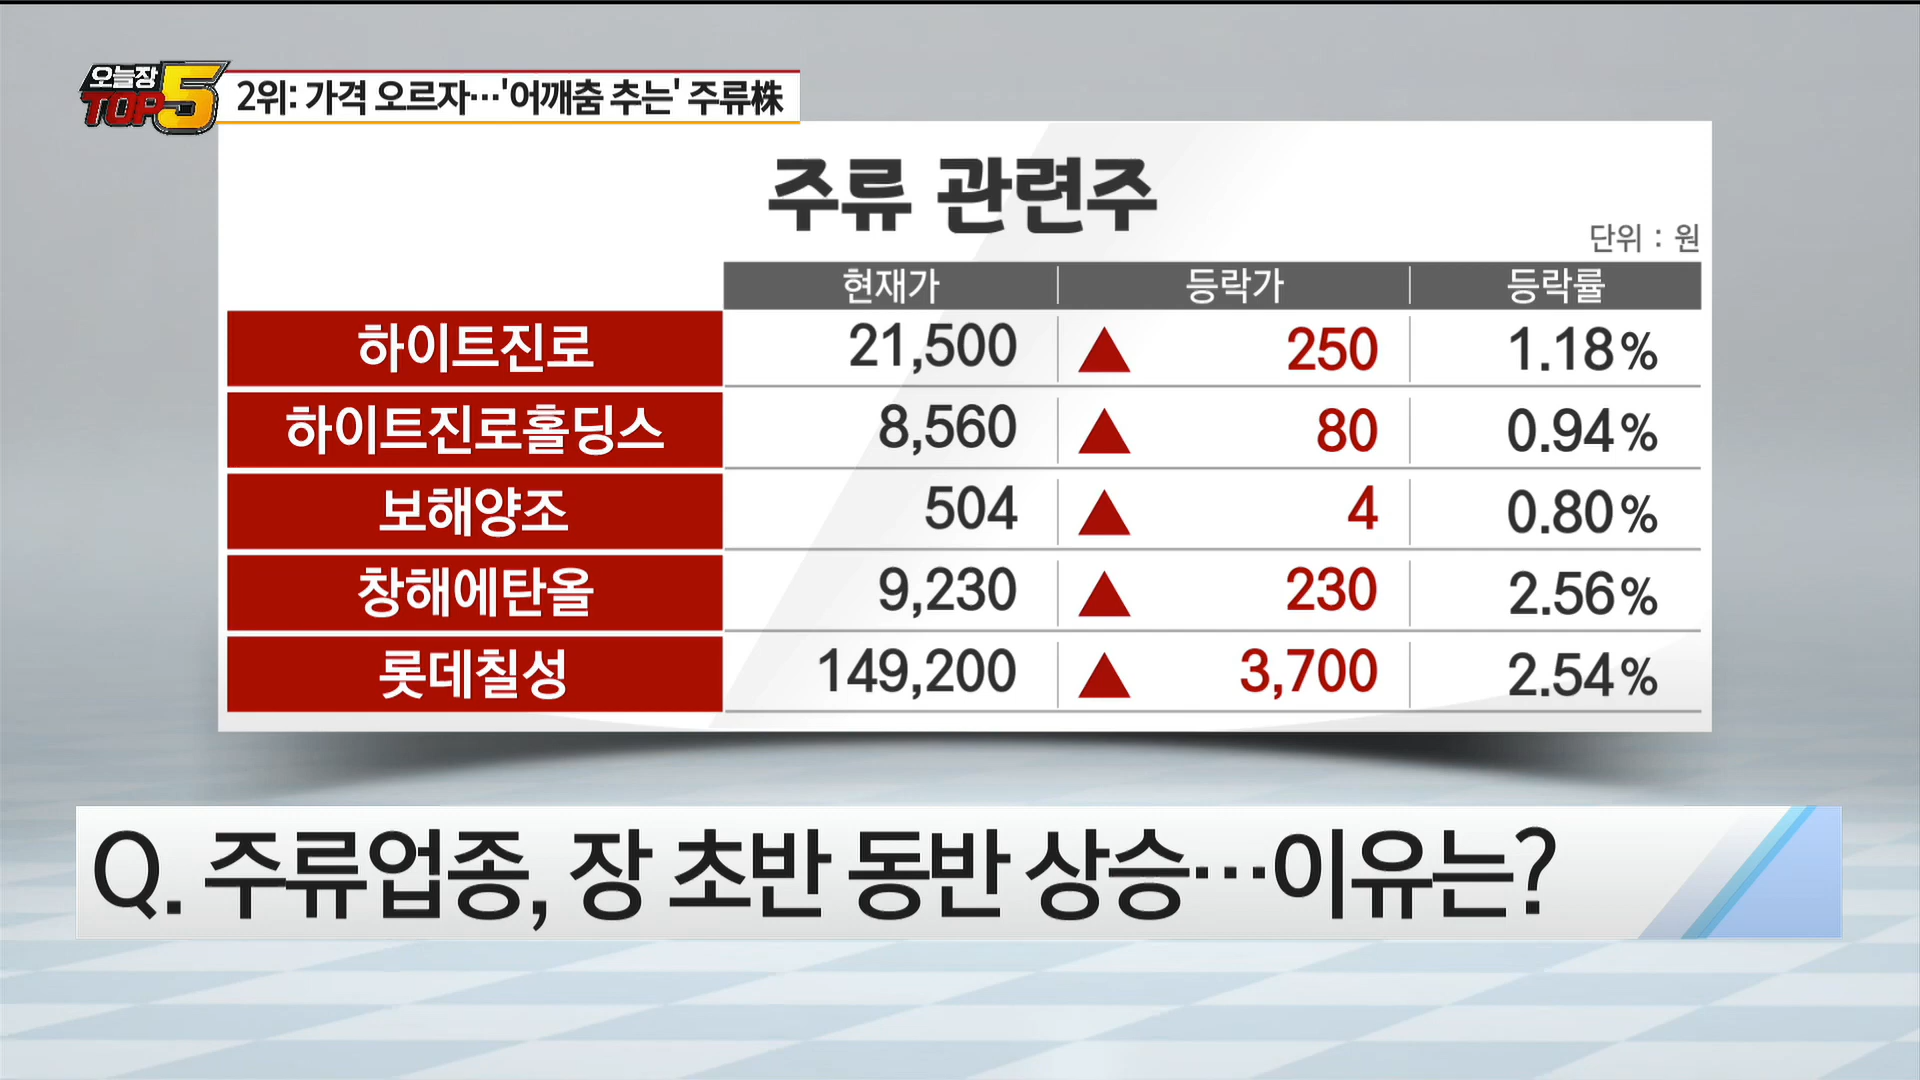 오늘장
TOP5
2위: 가격 오르자…'어깨춤 추는' 주류株
주류 관련주
단위 : 원
현재가 등락가 등락률
하이트진로 21,500 ▲ 250 1.18%
하이트진로홀딩스 8,560 ▲ 80 0.94%
보해양조 504 ▲ 4 0.80%
창해에탄올 9,230 ▲ 230 2.56%
롯데칠성 149,200 ▲ 3,700 2.54%
Q. 주류업종, 장 초반 동반 상승…이유는?